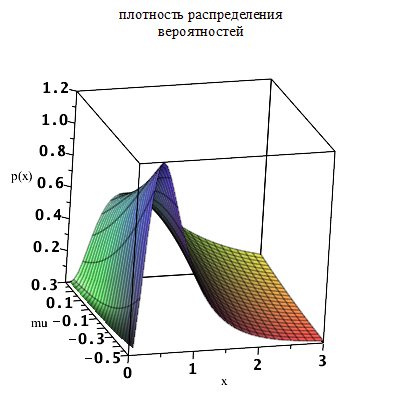 плотность распределения
вероятностей
1.2
1.0
0.8
p(x)
0.6
0.4
0.2
0.3
0.1
mu -0.1
-0.3
-0.5
0 1 2 3
x